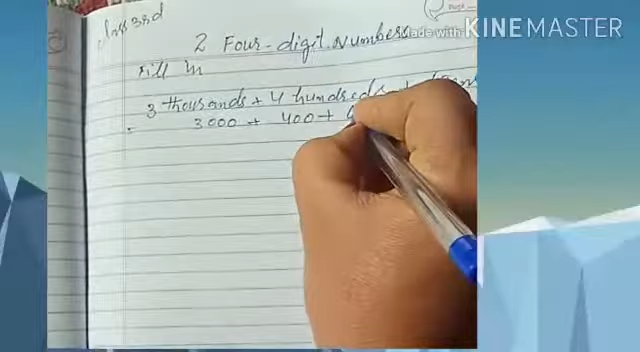 Class 3rd
2 Four-digit Numbers
Fill in
3 thousands + 4 hundreds
3000 + 400 +
Made with KINEMASTER